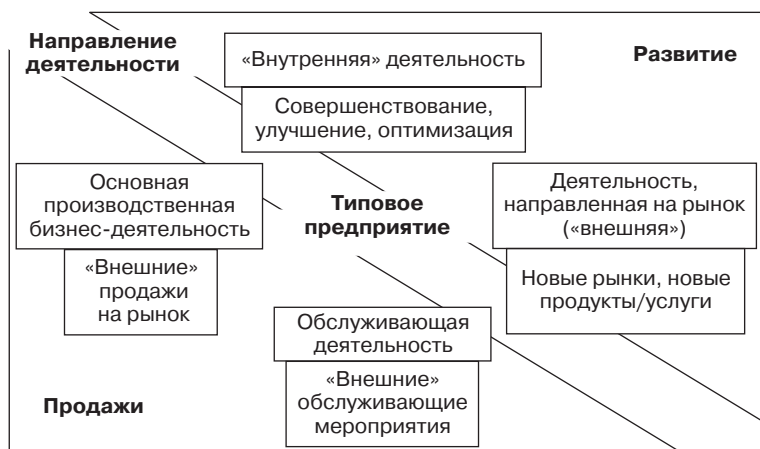 Направление
деятельности
«Внутренняя» деятельность
Развитие
Совершенствование,
улучшение, оптимизация
Основная
производственная
бизнес-деятельность
Типовое
предприятие
Деятельность,
направленная на рынок
(«внешняя»)
«Внешние»
продажи
на рынок
Новые рынки, новые
продукты/услуги
Обслуживающая
деятельность
«Внешние»
обслуживающие
мероприятия
Продажи